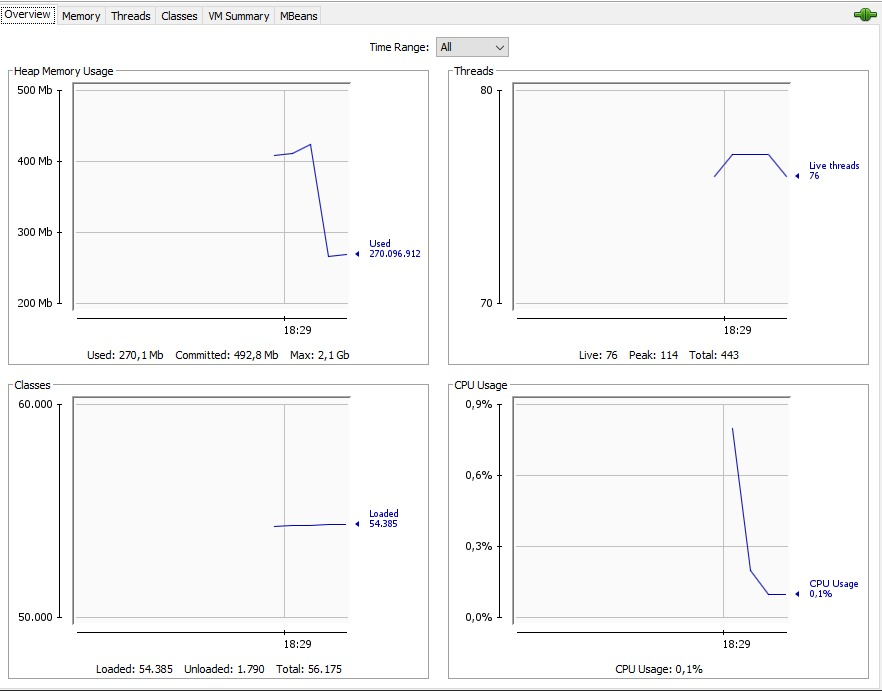 Overview Memory Threads Classes VM Summary MBeans
Time Range: All
Heap Memory Usage
500 Mb
400 Mb
300 Mb
200 Mb
Used
270.096.912
18:29
Used: 270,1 Mb Committed: 492,8 Mb Max: 2,1 Gb
Threads
80
70
Live threads
76
18:29
Live: 76 Peak: 114 Total: 443
Classes
60.000
50.000
Loaded
54.385
18:29
Loaded: 54.385 Unloaded: 1.790 Total: 56.175
CPU Usage
0,9%
0,6%
0,3%
0,0%
CPU Usage
0,1%
18:29
CPU Usage: 0,1%